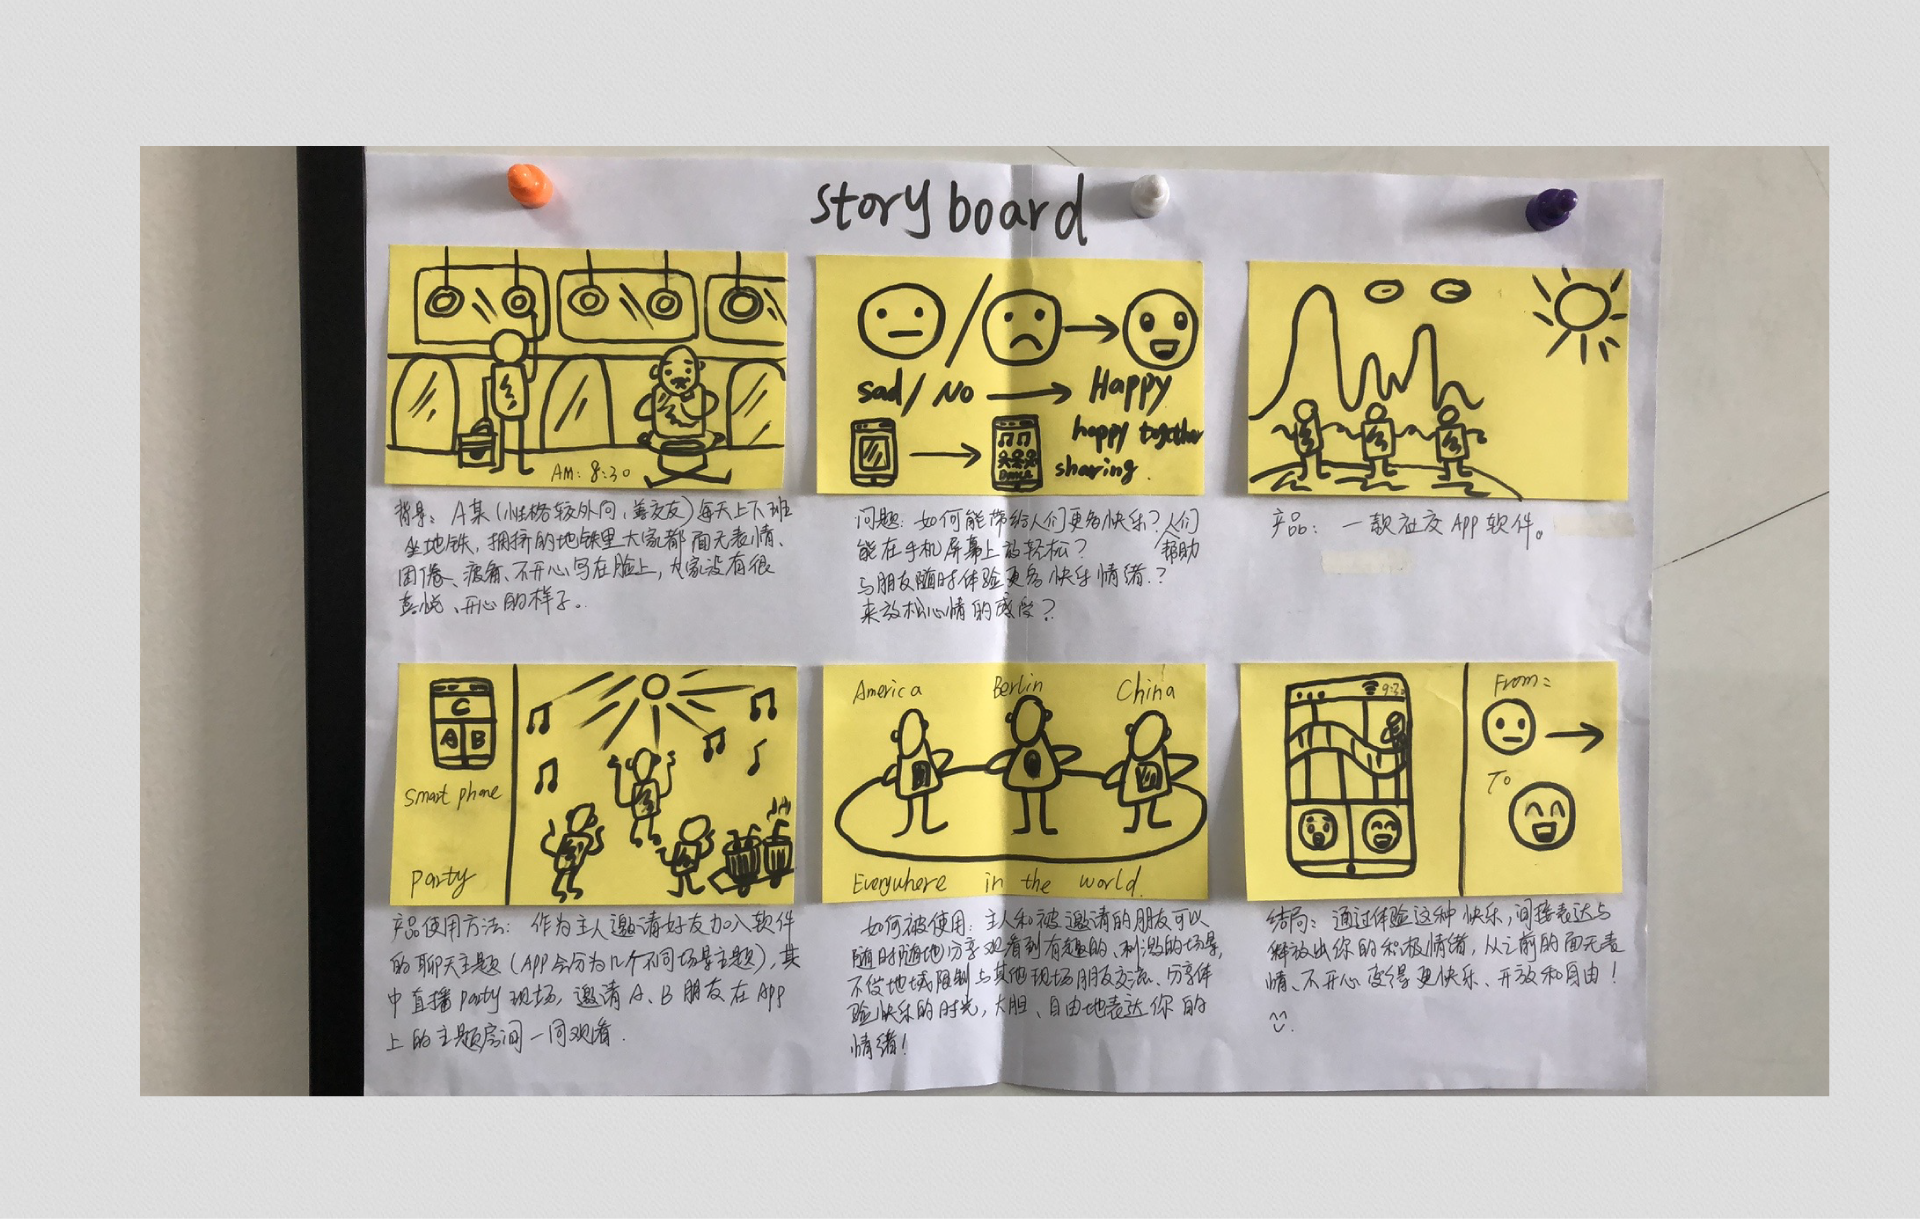 story board
AM: 8:30
背景: A某(性格较外向,善交友)每天上下班
坐地铁,拥挤的地铁里大家都面无表情、
困倦、疲惫、不开心写在脸上,大家没有很
喜悦、开心的样子。
sad / No → Happy
happy together
sharing.
Dance
问题: 如何能带给人们更多快乐?人们
能在手机屏幕上放轻松? 帮助
与朋友随时体验更多快乐情绪.?
来放松心情的感受?
产品: 一款社交App软件。
C
A B
smart phone
party
产品使用方法: 作为主人邀请好友加入软件
的聊天主题(App会分为几个不同场景主题),其
中直播party现场,邀请A、B朋友在App
上的主题房间一同观看.
America Berlin China
Everywhere in the world.
如何被使用: 主人和被邀请的朋友可以
随时随地分享观看到有趣的、刺激的场景,
不仅地域限制与其他现场朋友交流、分享体
验快乐的时光,大胆、自由地表达你的
情绪!
9:30
From:
To
结局: 通过体验这种快乐,间接表达与
释放出你的积极情绪,从之前的面无表
情、不开心变得更快乐、开放和自由!